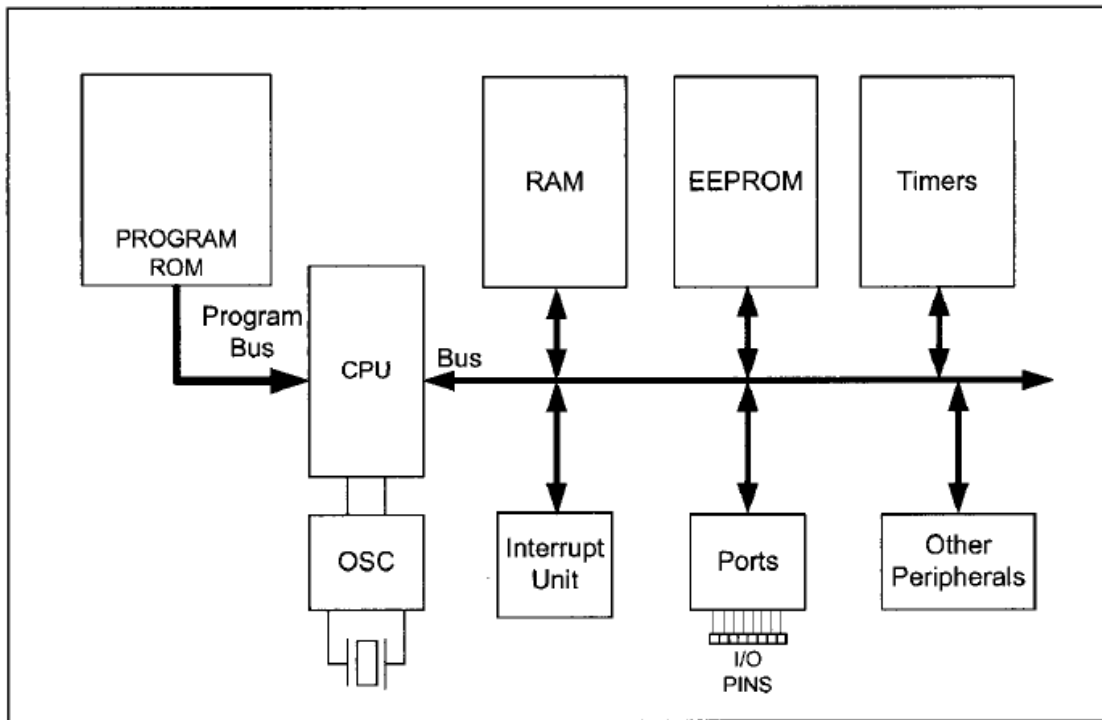 RAM
EEPROM
Timers
PROGRAM
ROM
Program
Bus
CPU
Bus
OSC
Interrupt
Unit
Ports
Other
Peripherals
I/O
PINS